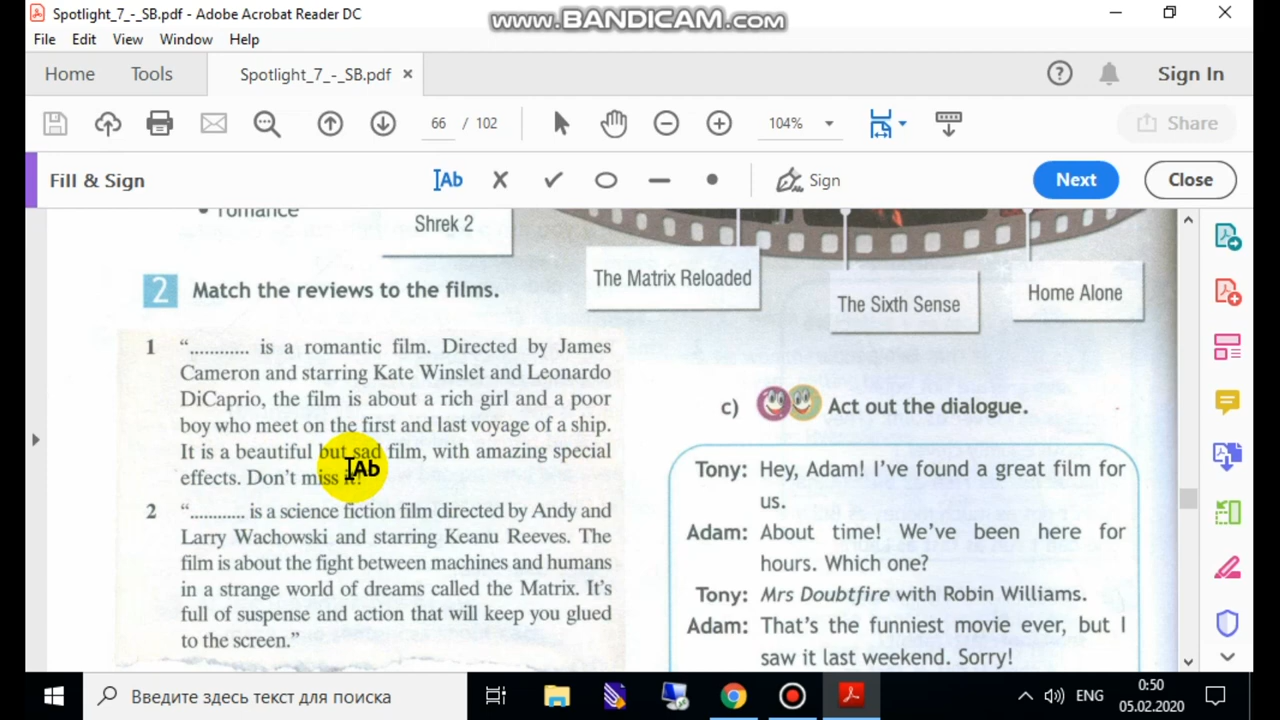 Spotlight_7_-_SB.pdf - Adobe Acrobat Reader DC
www.BANDICAM.com
File Edit View Window Help
Home Tools Spotlight_7_-_SB.pdf × Sign In
66 / 102 104% Share
Fill & Sign Ab Sign Next Close
• romance
Shrek 2
The Matrix Reloaded
The Sixth Sense
Home Alone
2 Match the reviews to the films.
1 “............ is a romantic film. Directed by James
Cameron and starring Kate Winslet and Leonardo
DiCaprio, the film is about a rich girl and a poor
boy who meet on the first and last voyage of a ship.
It is a beautiful but sad film, with amazing special
effects. Don’t miss it!
Ab
2 “............ is a science fiction film directed by Andy and
Larry Wachowski and starring Keanu Reeves. The
film is about the fight between machines and humans
in a strange world of dreams called the Matrix. It’s
full of suspense and action that will keep you glued
to the screen.”
c) Act out the dialogue.
Tony: Hey, Adam! I’ve found a great film for
us.
Adam: About time! We’ve been here for
hours. Which one?
Tony: Mrs Doubtfire with Robin Williams.
Adam: That’s the funniest movie ever, but I
saw it last weekend. Sorry!
Введите здесь текст для поиска
ENG
0:50
05.02.2020